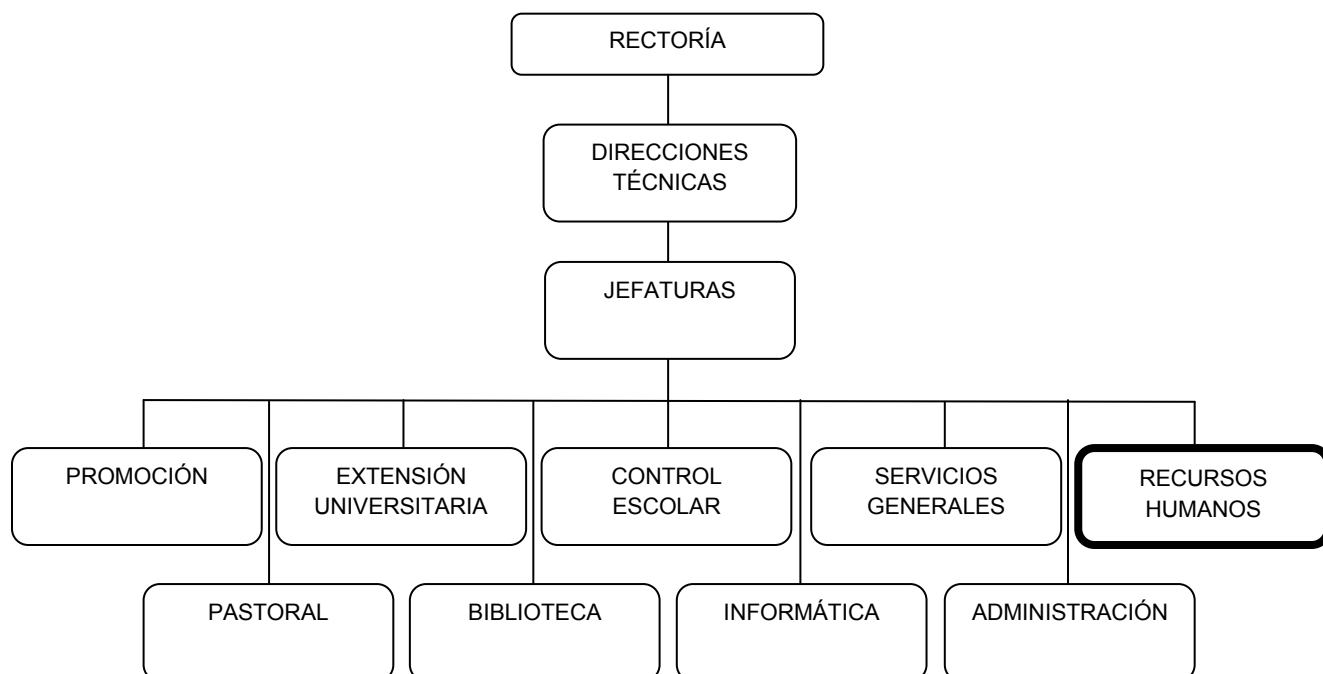 RECTORÍA
DIRECCIONES
TÉCNICAS
JEFATURAS
PROMOCIÓN
EXTENSIÓN
UNIVERSITARIA
CONTROL
ESCOLAR
SERVICIOS
GENERALES
RECURSOS
HUMANOS
PASTORAL
BIBLIOTECA
INFORMÁTICA
ADMINISTRACIÓN